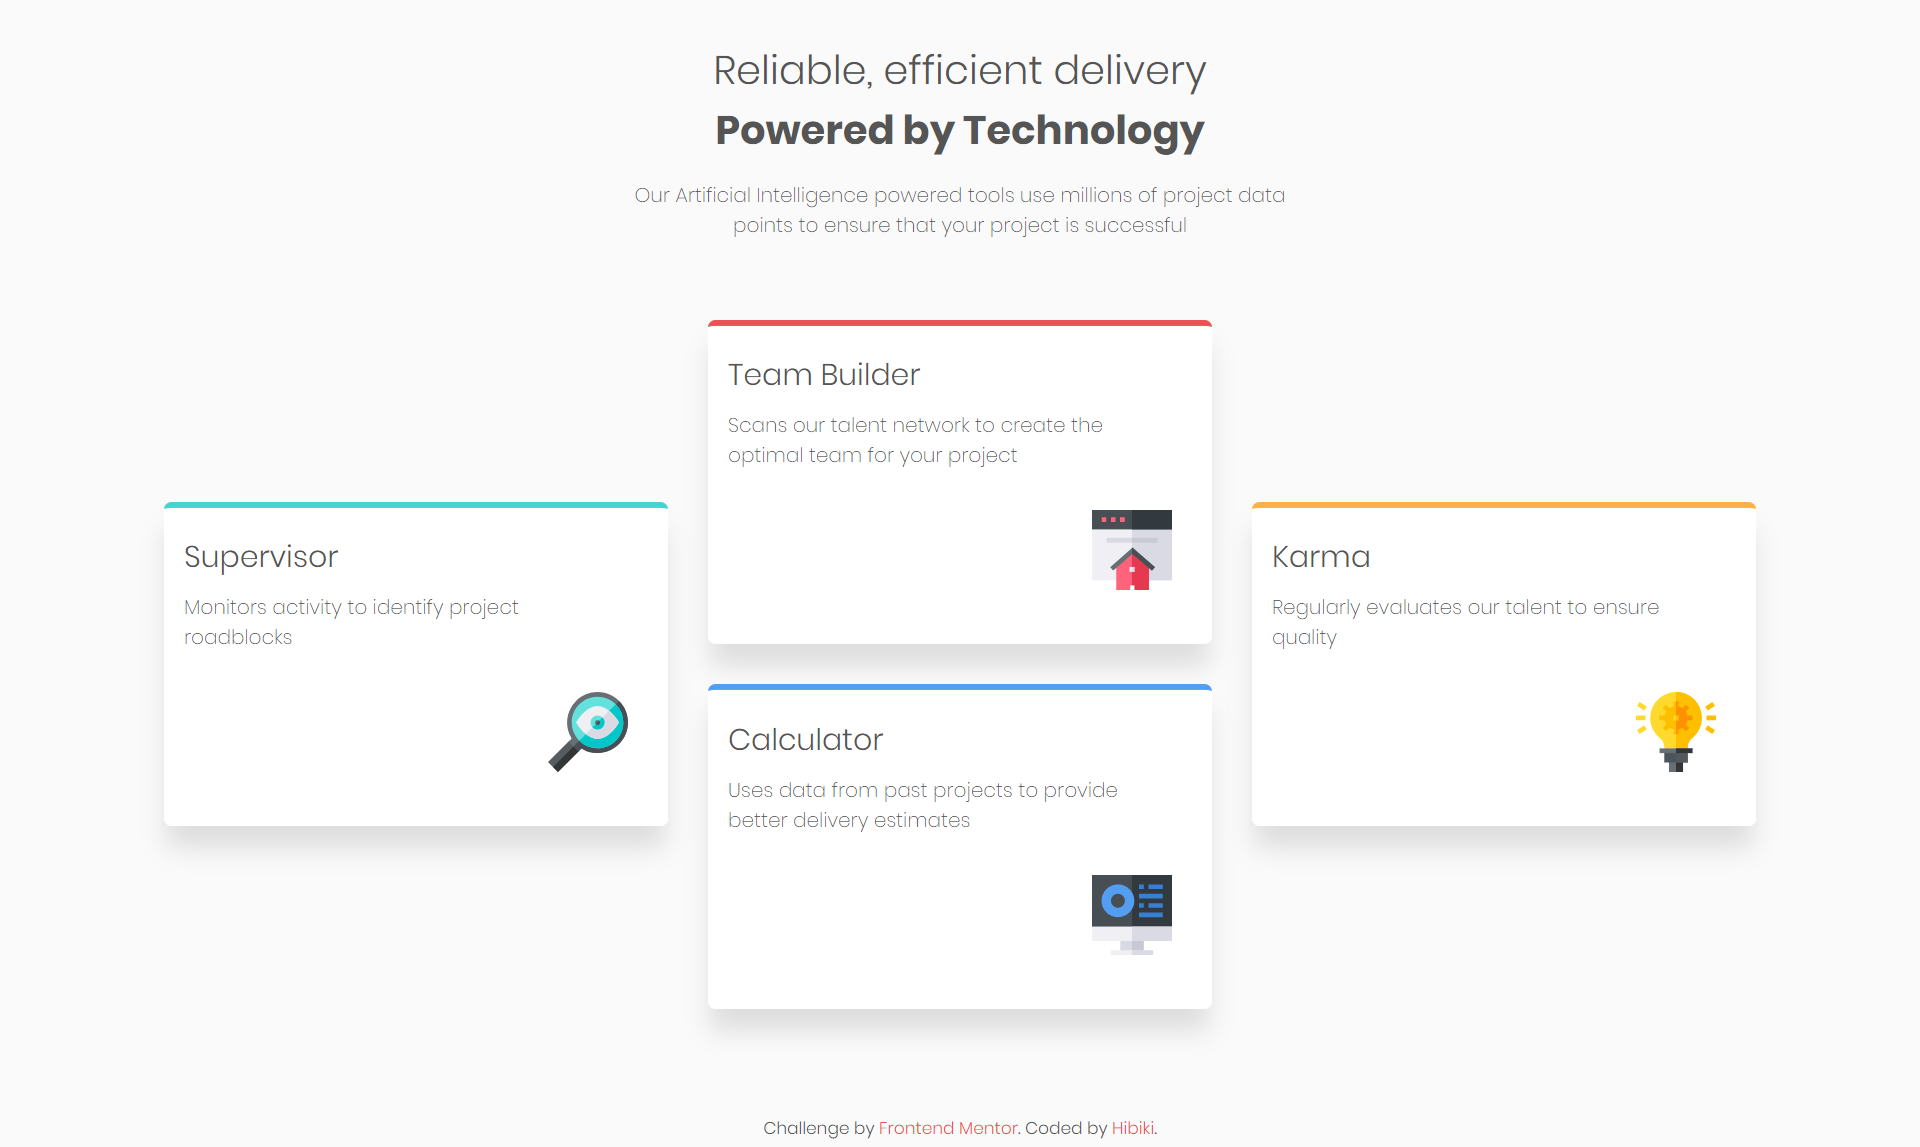 Reliable, efficient delivery
Powered by Technology
Our Artificial Intelligence powered tools use millions of project data
points to ensure that your project is successful
Supervisor
Monitors activity to identify project
roadblocks
Team Builder
Scans our talent network to create the
optimal team for your project
Calculator
Uses data from past projects to provide
better delivery estimates
Karma
Regularly evaluates our talent to ensure
quality
Challenge by Frontend Mentor. Coded by Hibiki.